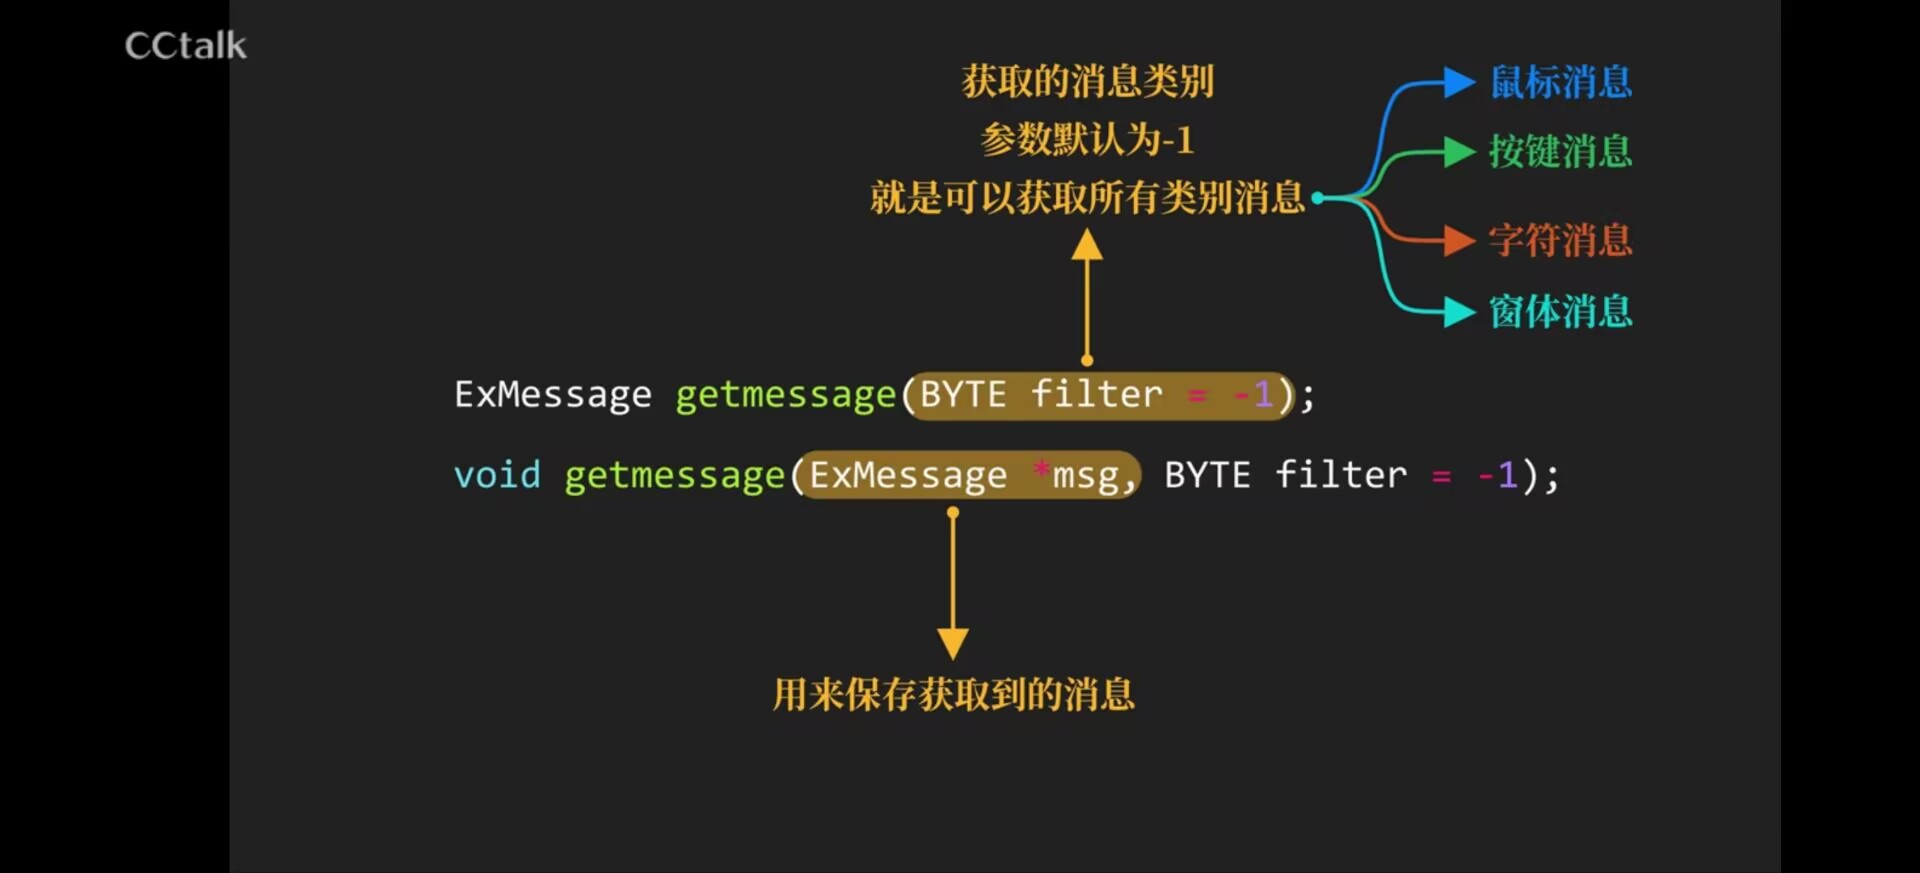 CCtalk
获取的消息类别
参数默认为-1
就是可以获取所有类别消息
鼠标消息
按键消息
字符消息
窗体消息
ExMessage getmessage(BYTE filter = -1);
void getmessage(ExMessage *msg, BYTE filter = -1);
用来保存获取到的消息